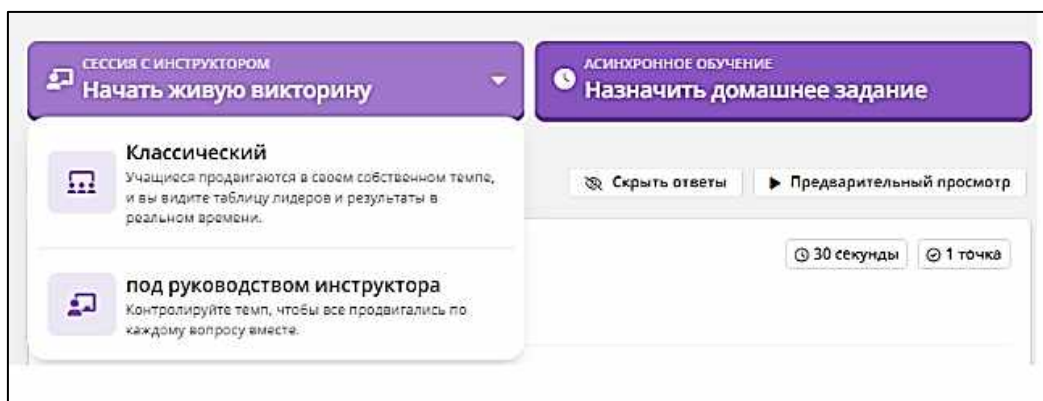 СЕССИЯ С ИНСТРУКТОРОМ
Начать живую викторину
АСИНХРОННОЕ ОБУЧЕНИЕ
Назначить домашнее задание
Классический
Учащиеся продвигаются в своем собственном темпе,
и вы видите таблицу лидеров и результаты в
реальном времени.
Скрыть ответы
Предварительный просмотр
30 секунды
1 точка
под руководством инструктора
Контролируйте темп, чтобы все продвигались по
каждому вопросу вместе.